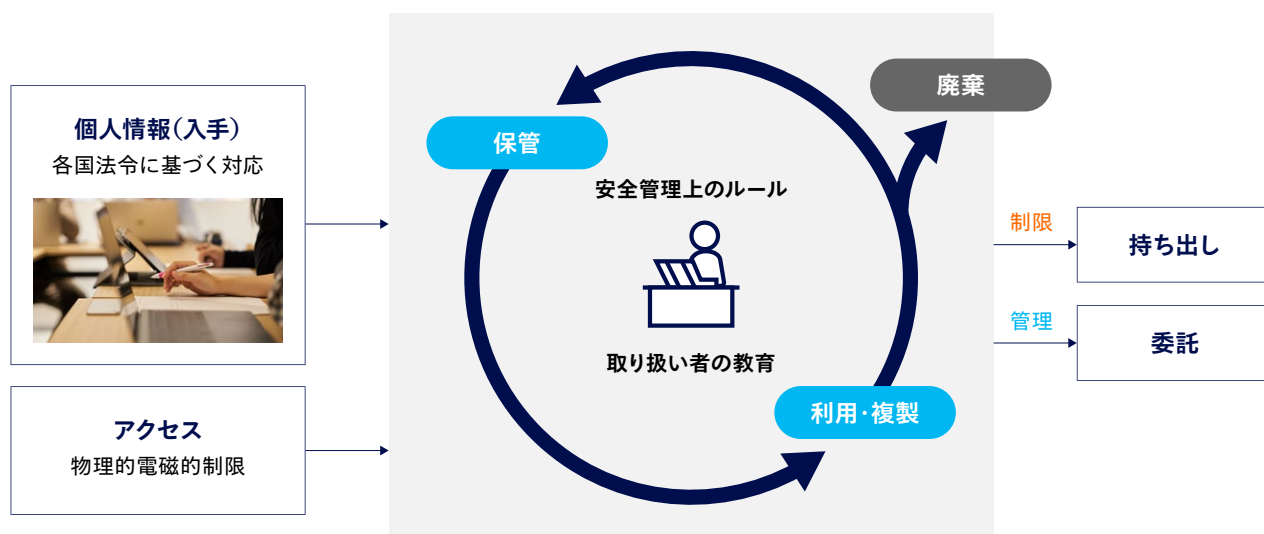 個人情報（入手）
各国法令に基づく対応
アクセス
物理的電磁的制限
保管
廃棄
安全管理上のルール
取り扱い者の教育
利用・複製
制限
持ち出し
管理
委託